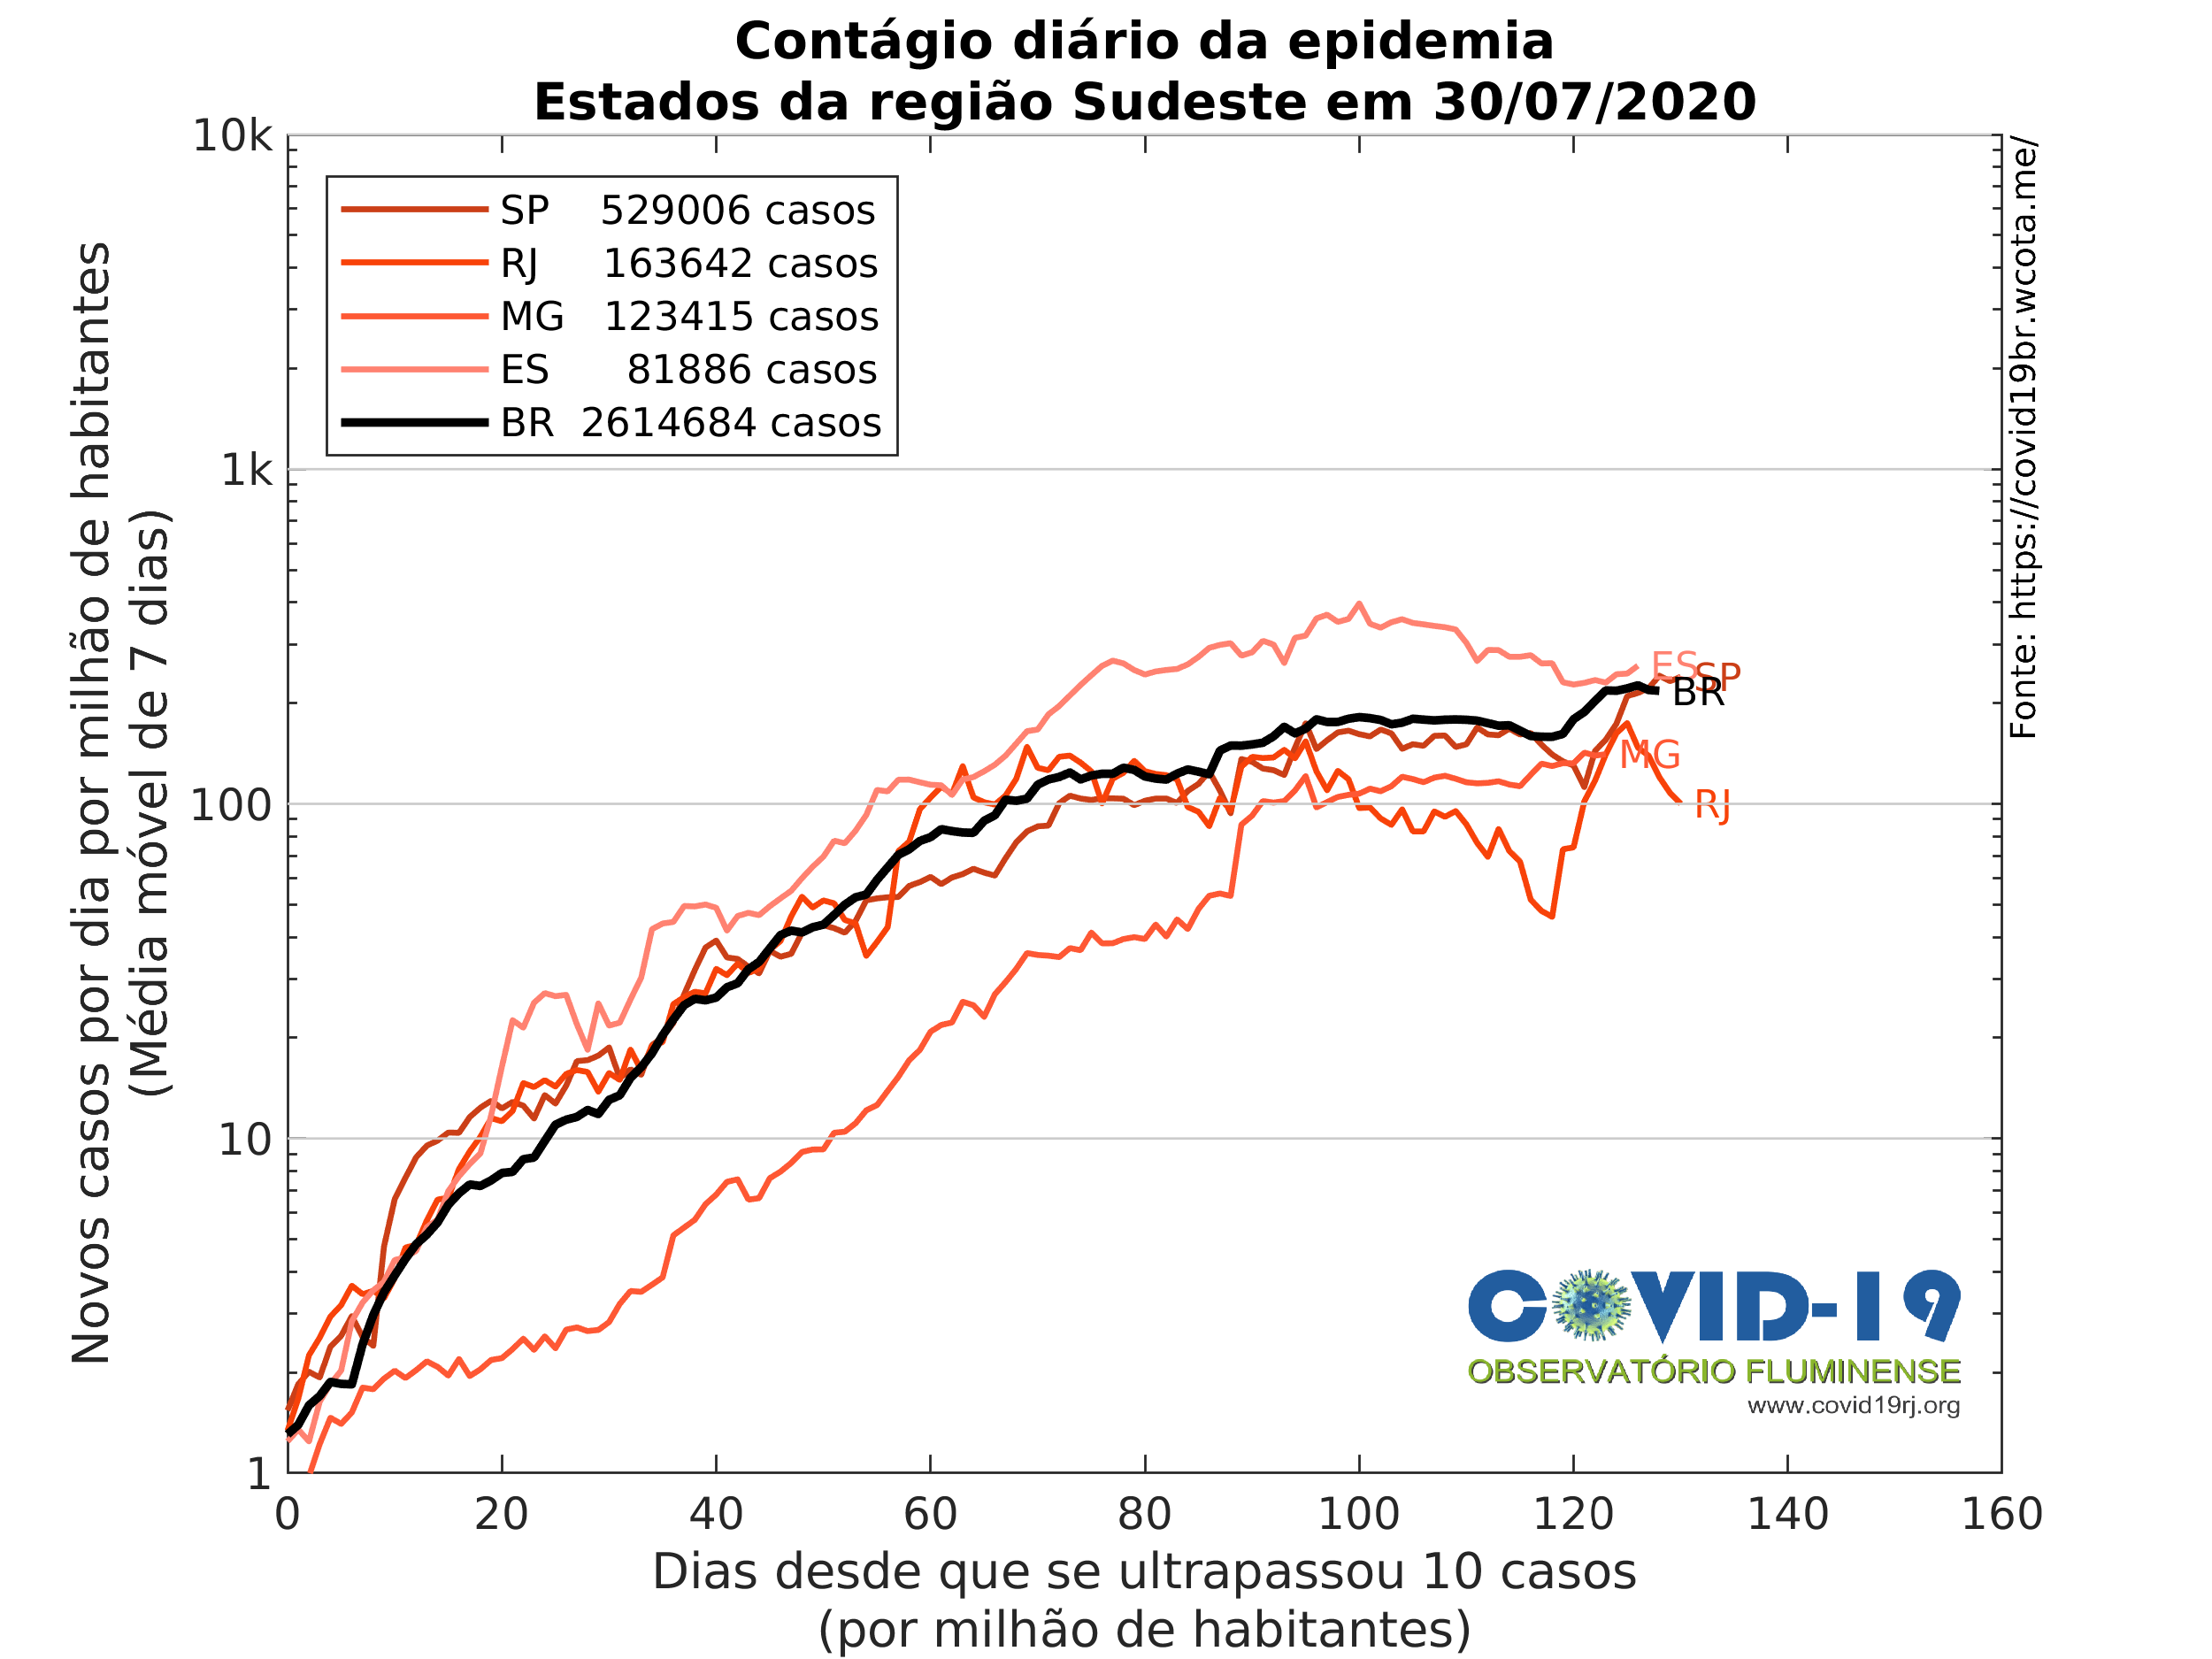 Contágio diário da epidemia
Estados da região Sudeste em 30/07/2020
10k
1k
100
10
1
Novos casos por dia por milhão de habitantes
(Média móvel de 7 dias)
SP 529006 casos
RJ 163642 casos
MG 123415 casos
ES 81886 casos
BR 2614684 casos
Fonte: https://covid19br.wcota.me/
ES
SP
BR
MG
RJ
COVID-19
OBSERVATÓRIO FLUMINENSE
www.covid19rj.org
0 20 40 60 80 100 120 140 160
Dias desde que se ultrapassou 10 casos
(por milhão de habitantes)